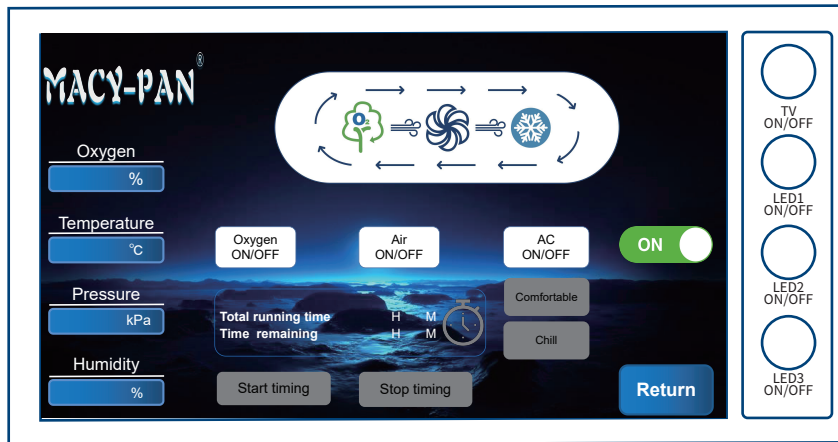 MACY-PAN®
O2
Oxygen
%
Temperature
℃
Pressure
kPa
Humidity
%
Oxygen
ON/OFF
Air
ON/OFF
AC
ON/OFF
ON
Comfortable
Chill
Total running time H M
Time remaining H M
Start timing
Stop timing
Return
TV
ON/OFF
LED1
ON/OFF
LED2
ON/OFF
LED3
ON/OFF